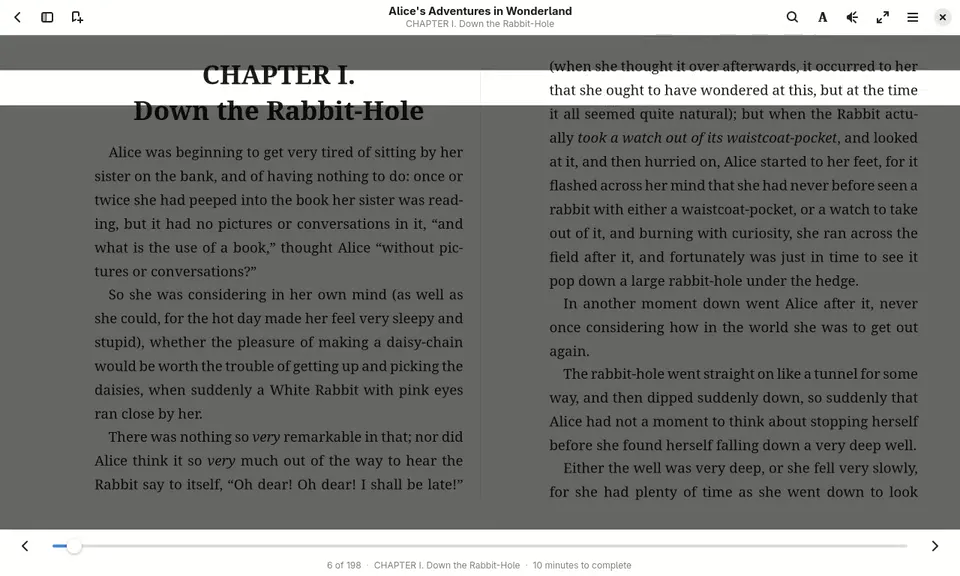 Alice's Adventures in Wonderland
CHAPTER I. Down the Rabbit-Hole
CHAPTER I.
Down the Rabbit-Hole
Alice was beginning to get very tired of sitting by her
sister on the bank, and of having nothing to do: once or
twice she had peeped into the book her sister was read-
ing, but it had no pictures or conversations in it, “and
what is the use of a book,” thought Alice “without pic-
tures or conversations?”
So she was considering in her own mind (as well as
she could, for the hot day made her feel very sleepy and
stupid), whether the pleasure of making a daisy-chain
would be worth the trouble of getting up and picking the
daisies, when suddenly a White Rabbit with pink eyes
ran close by her.
There was nothing so very remarkable in that; nor did
Alice think it so very much out of the way to hear the
Rabbit say to itself, “Oh dear! Oh dear! I shall be late!”
(when she thought it over afterwards, it occurred to her
that she ought to have wondered at this, but at the time
it all seemed quite natural); but when the Rabbit actu-
ally took a watch out of its waistcoat-pocket, and looked
at it, and then hurried on, Alice started to her feet, for it
flashed across her mind that she had never before seen a
rabbit with either a waistcoat-pocket, or a watch to take
out of it, and burning with curiosity, she ran across the
field after it, and fortunately was just in time to see it
pop down a large rabbit-hole under the hedge.
In another moment down went Alice after it, never
once considering how in the world she was to get out
again.
The rabbit-hole went straight on like a tunnel for some
way, and then dipped suddenly down, so suddenly that
Alice had not a moment to think about stopping herself
before she found herself falling down a very deep well.
Either the well was very deep, or she fell very slowly,
for she had plenty of time as she went down to look
6 of 198 · CHAPTER I. Down the Rabbit-Hole · 10 minutes to complete